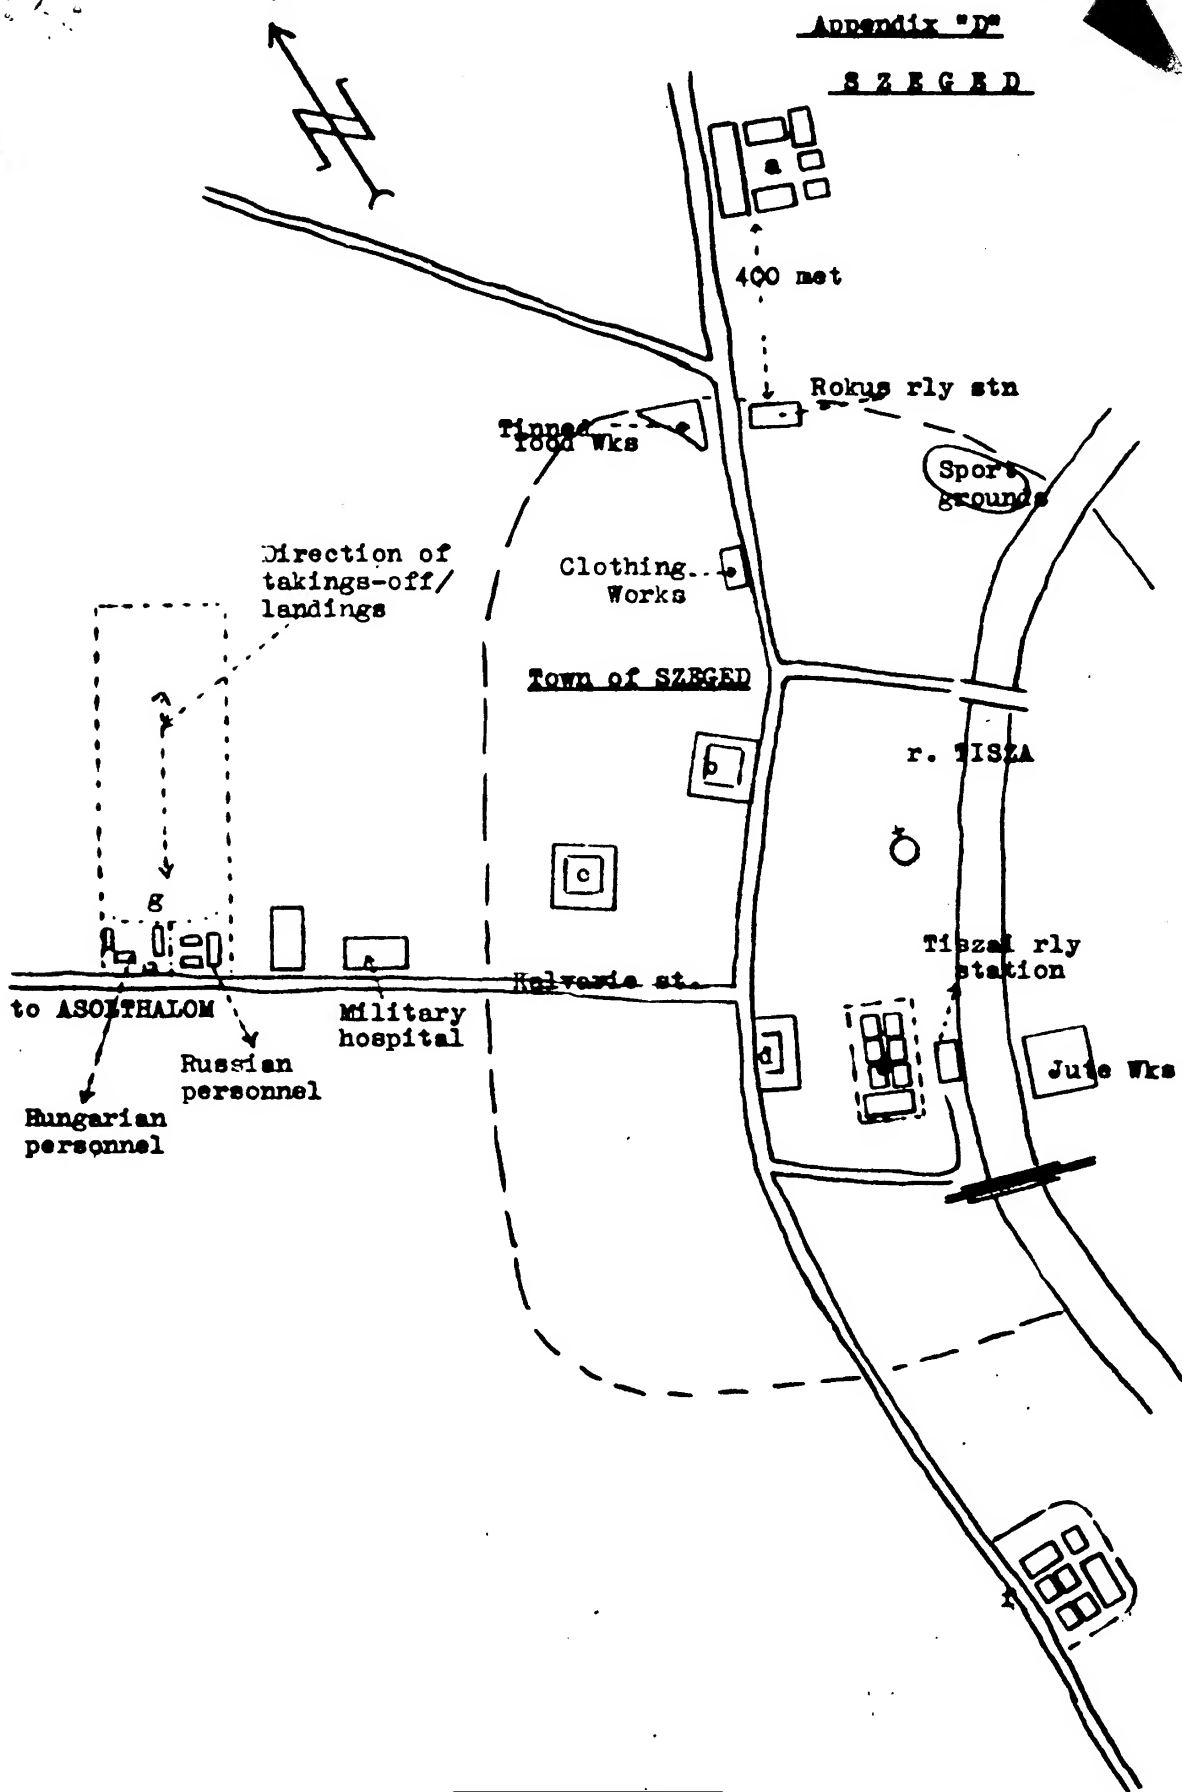 Appendix "D"
SZEGED
a
400 met
Rokus rly stn
Tinned
food Wks
Sport
grounds
Direction of
takings-off/
landings
Clothing
Works
Town of SZEGED
b
r. TISZA
c
g
Tiszai rly
station
Kalvaria st.
to ASOTTHALOM
Military
hospital
d
Russian
personnel
Jute Wks
Hungarian
personnel
f